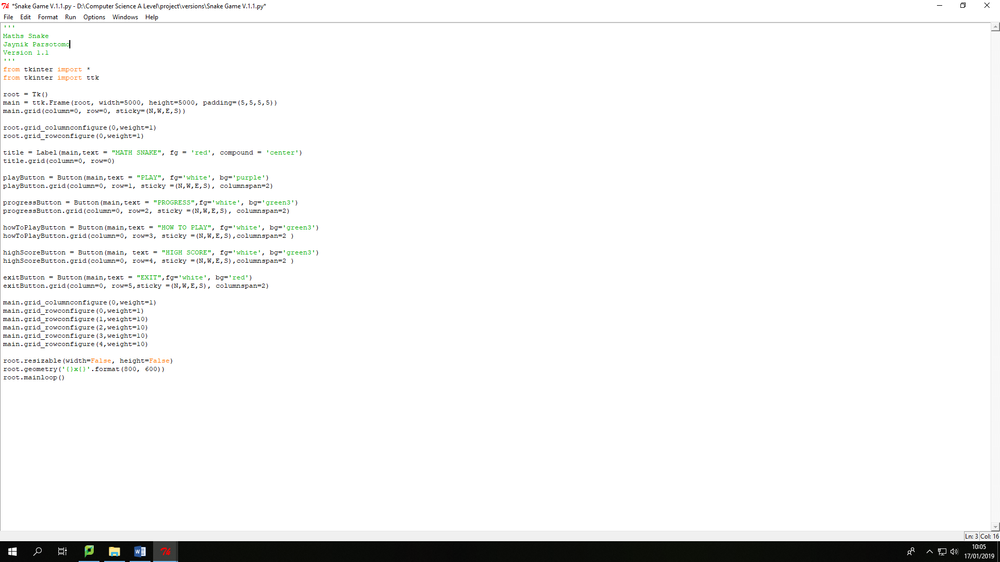 *Snake Game V.1.1.py - D:\Computer Science A Level\project\versions\Snake Game V.1.1.py*
File Edit Format Run Options Windows Help
'''
Maths Snake
Jaynik Parsotomo
Version 1.1
'''
from tkinter import *
from tkinter import ttk

root = Tk()
main = ttk.Frame(root, width=5000, height=5000, padding=(5,5,5,5))
main.grid(column=0, row=0, sticky=(N,W,E,S))

root.grid_columnconfigure(0,weight=1)
root.grid_rowconfigure(0,weight=1)

title = Label(main,text = "MATH SNAKE", fg = 'red', compound = 'center')
title.grid(column=0, row=0)

playButton = Button(main,text = "PLAY", fg='white', bg='purple')
playButton.grid(column=0, row=1, sticky =(N,W,E,S), columnspan=2)

progressButton = Button(main,text = "PROGRESS",fg='white', bg='green3')
progressButton.grid(column=0, row=2, sticky =(N,W,E,S), columnspan=2)

howToPlayButton = Button(main,text = "HOW TO PLAY", fg='white', bg='green3')
howToPlayButton.grid(column=0, row=3, sticky =(N,W,E,S),columnspan=2 )

highScoreButton = Button(main, text = "HIGH SCORE", fg='white', bg='green3')
highScoreButton.grid(column=0, row=4, sticky =(N,W,E,S),columnspan=2 )

exitButton = Button(main,text = "EXIT",fg='white', bg='red')
exitButton.grid(column=0, row=5,sticky =(N,W,E,S), columnspan=2)

main.grid_columnconfigure(0,weight=1)
main.grid_rowconfigure(0,weight=1)
main.grid_rowconfigure(1,weight=10)
main.grid_rowconfigure(2,weight=10)
main.grid_rowconfigure(3,weight=10)
main.grid_rowconfigure(4,weight=10)

root.resizable(width=False, height=False)
root.geometry('{}x{}'.format(800, 600))
root.mainloop()
Ln: 3 Col: 16
10:05
17/01/2019